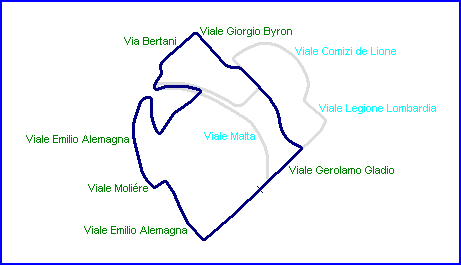 Viale Giorgio Byron
Via Bertani
Viale Comizi de Lione
Viale Legione Lombardia
Viale Emilio Alemagna
Viale Malta
Viale Gerolamo Gladio
Viale Moliére
Viale Emilio Alemagna